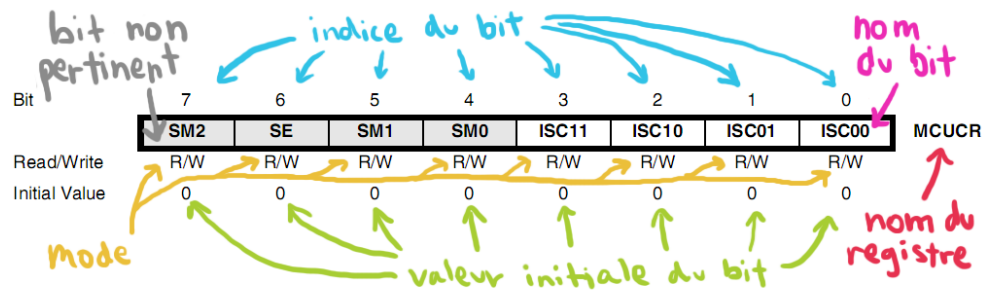 bit non
pertinent
indice du bit
nom
du bit
Bit 7 6 5 4 3 2 1 0
SM2 SE SM1 SM0 ISC11 ISC10 ISC01 ISC00 MCUCR
Read/Write R/W R/W R/W R/W R/W R/W R/W R/W
Initial Value 0 0 0 0 0 0 0 0
mode
valeur initiale du bit
nom du
registre